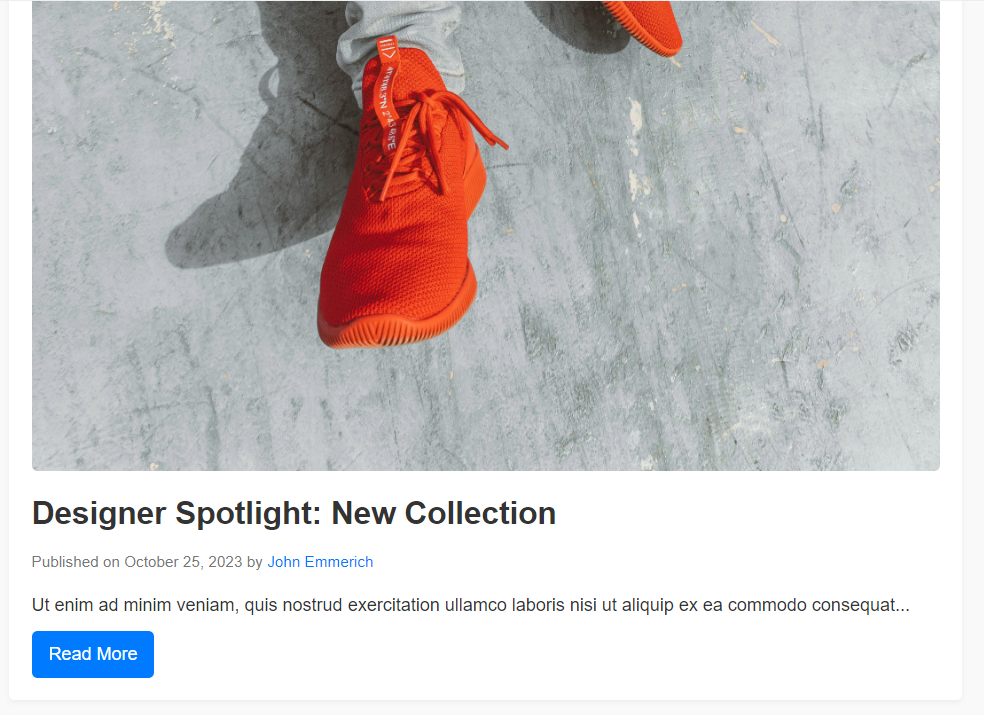 Designer Spotlight: New Collection
Published on October 25, 2023 by John Emmerich
Ut enim ad minim veniam, quis nostrud exercitation ullamco laboris nisi ut aliquip ex ea commodo consequat...
Read More